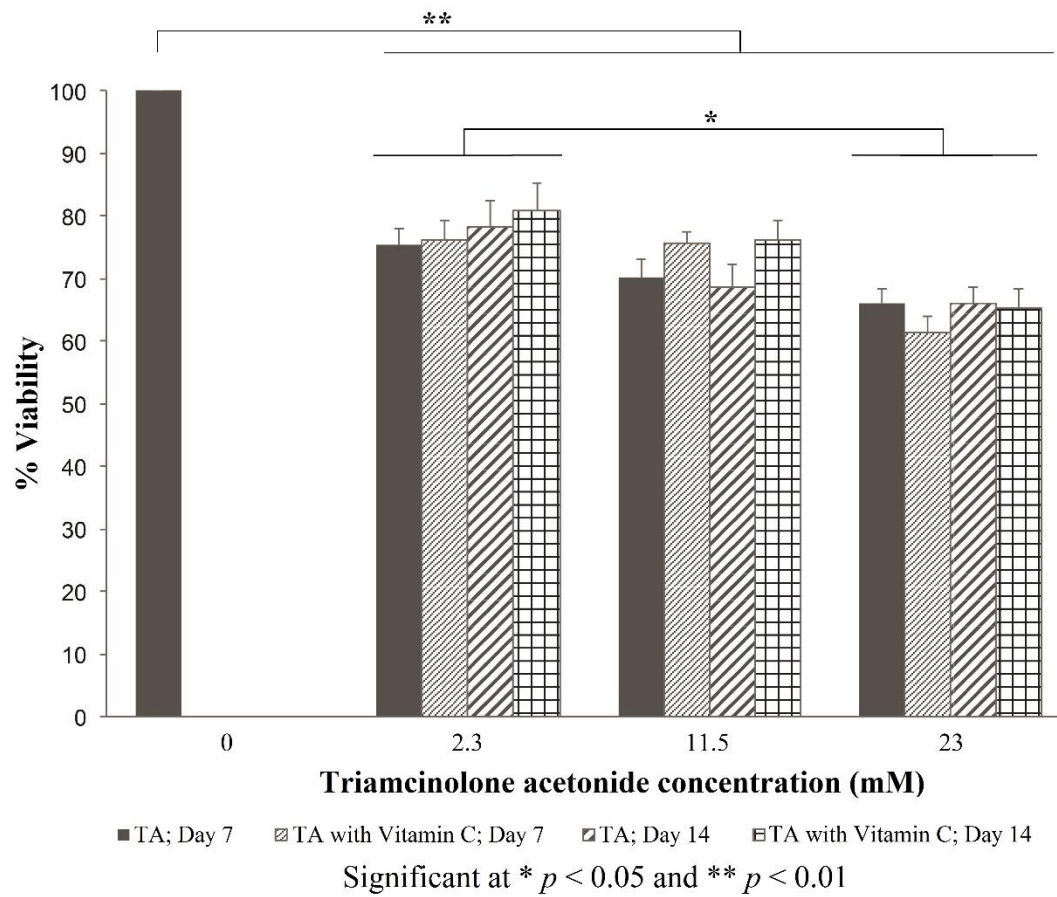 **
100
90
*
80
70
60
50
40
30
20
10
0
% Viability
0 2.3 11.5 23
Triamcinolone acetonide concentration (mM)
TA; Day 7 TA with Vitamin C; Day 7 TA; Day 14 TA with Vitamin C; Day 14
Significant at * p < 0.05 and ** p < 0.01